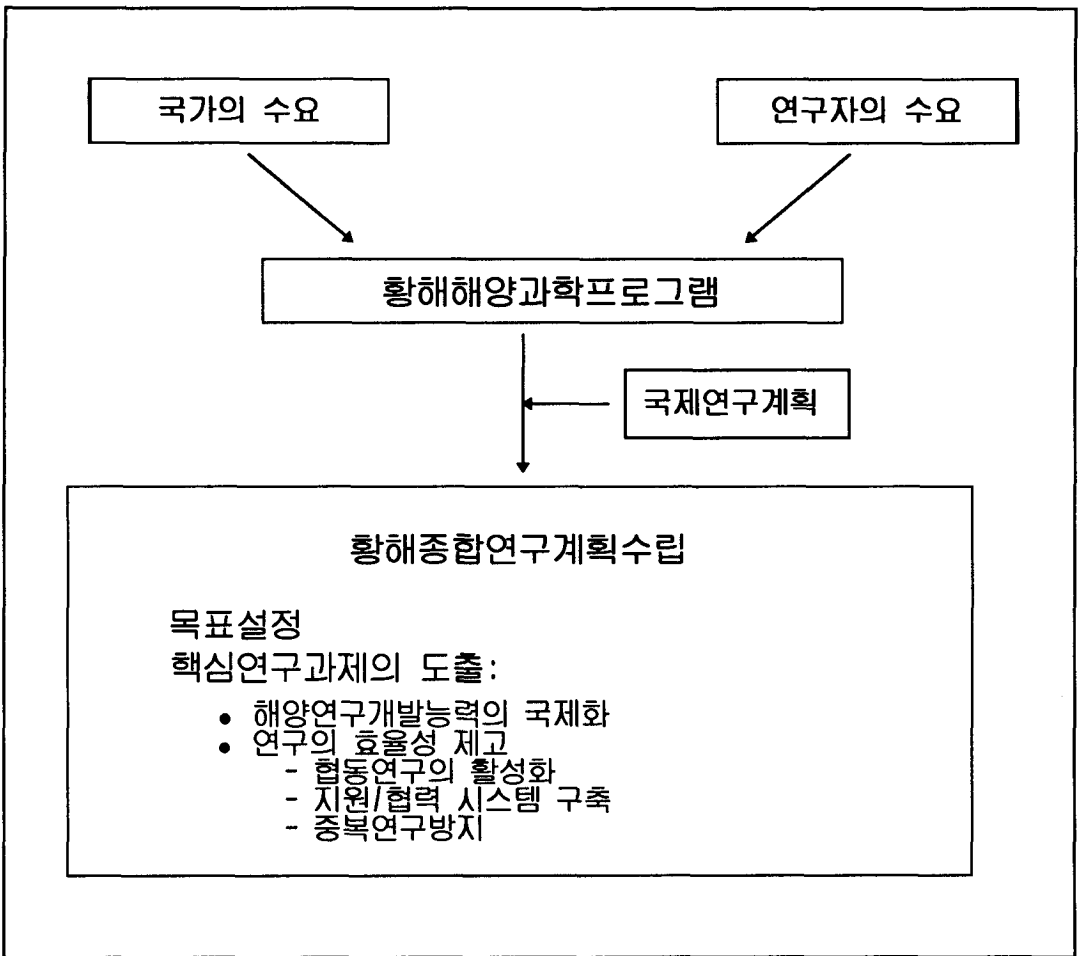 국가의 수요
연구자의 수요
황해해양과학프로그램
국제연구계획
황해종합연구계획수립
목표설정
핵심연구과제의 도출:
• 해양연구개발능력의 국제화
• 연구의 효율성 제고
- 협동연구의 활성화
- 지원/협력 시스템 구축
- 중복연구방지